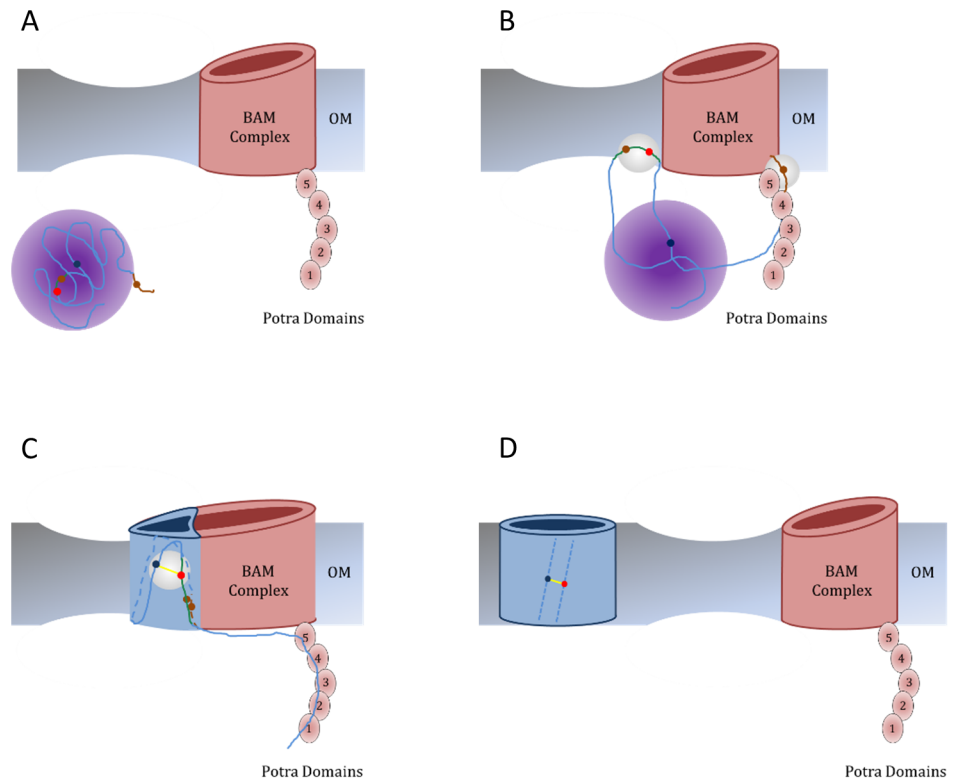 A
BAM
Complex
OM
5
4
3
2
1
Potra Domains
B
BAM
Complex
OM
5
4
3
2
1
Potra Domains
C
BAM
Complex
OM
5
4
3
2
1
Potra Domains
D
BAM
Complex
OM
5
4
3
2
1
Potra Domains